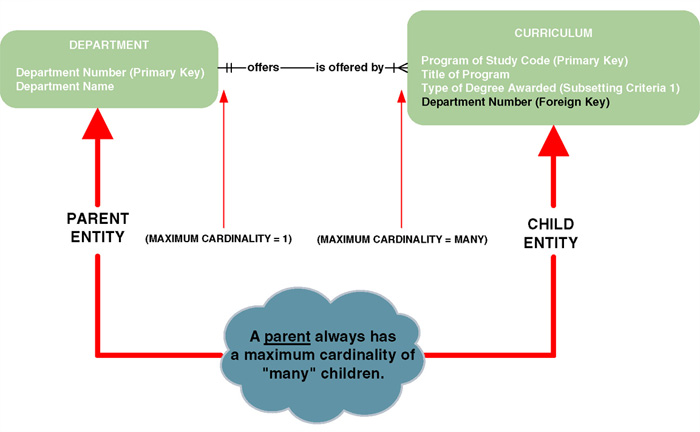 DEPARTMENT
Department Number (Primary Key)
Department Name
offers
is offered by
CURRICULUM
Program of Study Code (Primary Key)
Title of Program
Type of Degree Awarded (Subsetting Criteria 1)
Department Number (Foreign Key)
PARENT
ENTITY
(MAXIMUM CARDINALITY = 1)
(MAXIMUM CARDINALITY = MANY)
CHILD
ENTITY
A parent always has
a maximum cardinality of
"many" children.